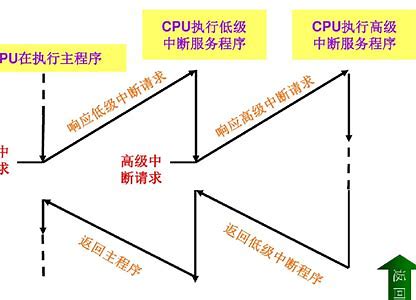 CPU执行低级
中断服务程序
CPU执行高级
中断服务程序
PU在执行主程序
响应低级中断请求
响应高级中断请求
中
求
高级中
断请求
返回主程序
返回低级中断程序
返回